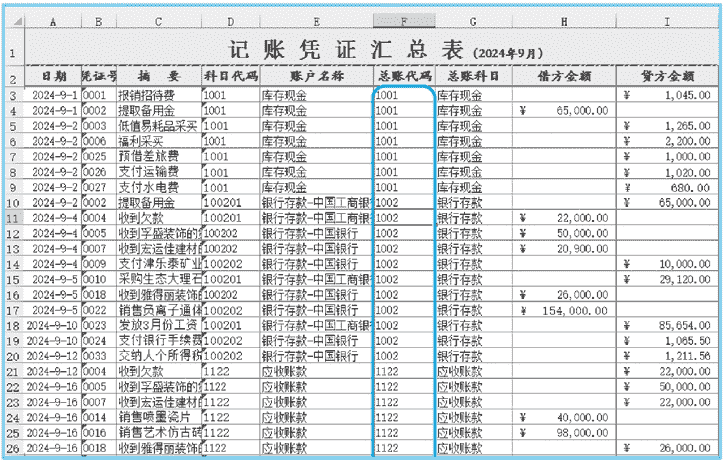 A B C D E F G H I
1 记账凭证汇总表(2024年9月)
2 日期 凭证号 摘 要 科目代码 账户名称 总账代码 总账科目 借方金额 贷方金额
3 2024-9-1 0001 报销招待费 1001 库存现金 1001 库存现金 ¥ 1,045.00
4 2024-9-1 0002 提取备用金 1001 库存现金 1001 库存现金 ¥ 65,000.00
5 2024-9-2 0003 低值易耗品采买 1001 库存现金 1001 库存现金 ¥ 1,265.00
6 2024-9-2 0006 福利采买 1001 库存现金 1001 库存现金 ¥ 2,200.00
7 2024-9-2 0025 预借差旅费 1001 库存现金 1001 库存现金 ¥ 1,000.00
8 2024-9-2 0026 支付运输费 1001 库存现金 1001 库存现金 ¥ 1,020.00
9 2024-9-2 0027 支付水电费 1001 库存现金 1001 库存现金 ¥ 680.00
10 2024-9-2 0002 提取备用金 100201 银行存款-中国工商银 1002 银行存款 ¥ 65,000.00
11 2024-9-4 0004 收到欠款 100201 银行存款-中国工商银 1002 银行存款 ¥ 22,000.00
12 2024-9-4 0005 收到孚盛装饰的 100202 银行存款-中国银行 1002 银行存款 ¥ 50,000.00
13 2024-9-4 0007 收到宏运佳建材 100202 银行存款-中国银行 1002 银行存款 ¥ 20,900.00
14 2024-9-4 0009 支付津乐泰矿业 100202 银行存款-中国银行 1002 银行存款 ¥ 10,000.00
15 2024-9-5 0010 采购生态大理石 100201 银行存款-中国工商银 1002 银行存款 ¥ 29,120.00
16 2024-9-5 0018 收到雅得丽装饰 100202 银行存款-中国银行 1002 银行存款 ¥ 26,000.00
17 2024-9-5 0022 销售负离子通体 100201 银行存款-中国工商银 1002 银行存款 ¥ 154,000.00
18 2024-9-10 0023 发放3月份工资 100201 银行存款-中国工商银 1002 银行存款 ¥ 85,654.00
19 2024-9-10 0024 支付银行手续费 100201 银行存款-中国银行 1002 银行存款 ¥ 1,065.50
20 2024-9-12 0033 交纳人个所得税 100202 银行存款-中国银行 1002 银行存款 ¥ 1,211.56
21 2024-9-12 0004 收到欠款 1122 应收账款 1122 应收账款 ¥ 22,000.00
22 2024-9-16 0005 收到孚盛装饰的 1122 应收账款 1122 应收账款 ¥ 50,000.00
23 2024-9-16 0007 收到宏运佳建材 1122 应收账款 1122 应收账款 ¥ 22,000.00
24 2024-9-16 0014 销售喷墨瓷片 1122 应收账款 1122 应收账款 ¥ 40,000.00
25 2024-9-16 0016 销售艺术仿古砖 1122 应收账款 1122 应收账款 ¥ 98,000.00
26 2024-9-16 0018 收到雅得丽装饰 1122 应收账款 1122 应收账款 ¥ 26,000.00